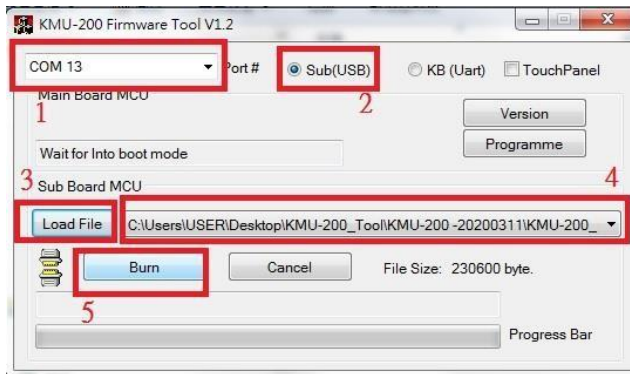 KMU-200 Firmware Tool V1.2
COM 13 Port # Sub(USB) KB (Uart) TouchPanel
1 2
Main Board MCU
Version
Wait for Into boot mode
Programme
3 4
Sub Board MCU
Load File C:\Users\USER\Desktop\KMU-200_Tool\KMU-200 -20200311\KMU-200_
Burn Cancel File Size: 230600 byte.
5
Progress Bar